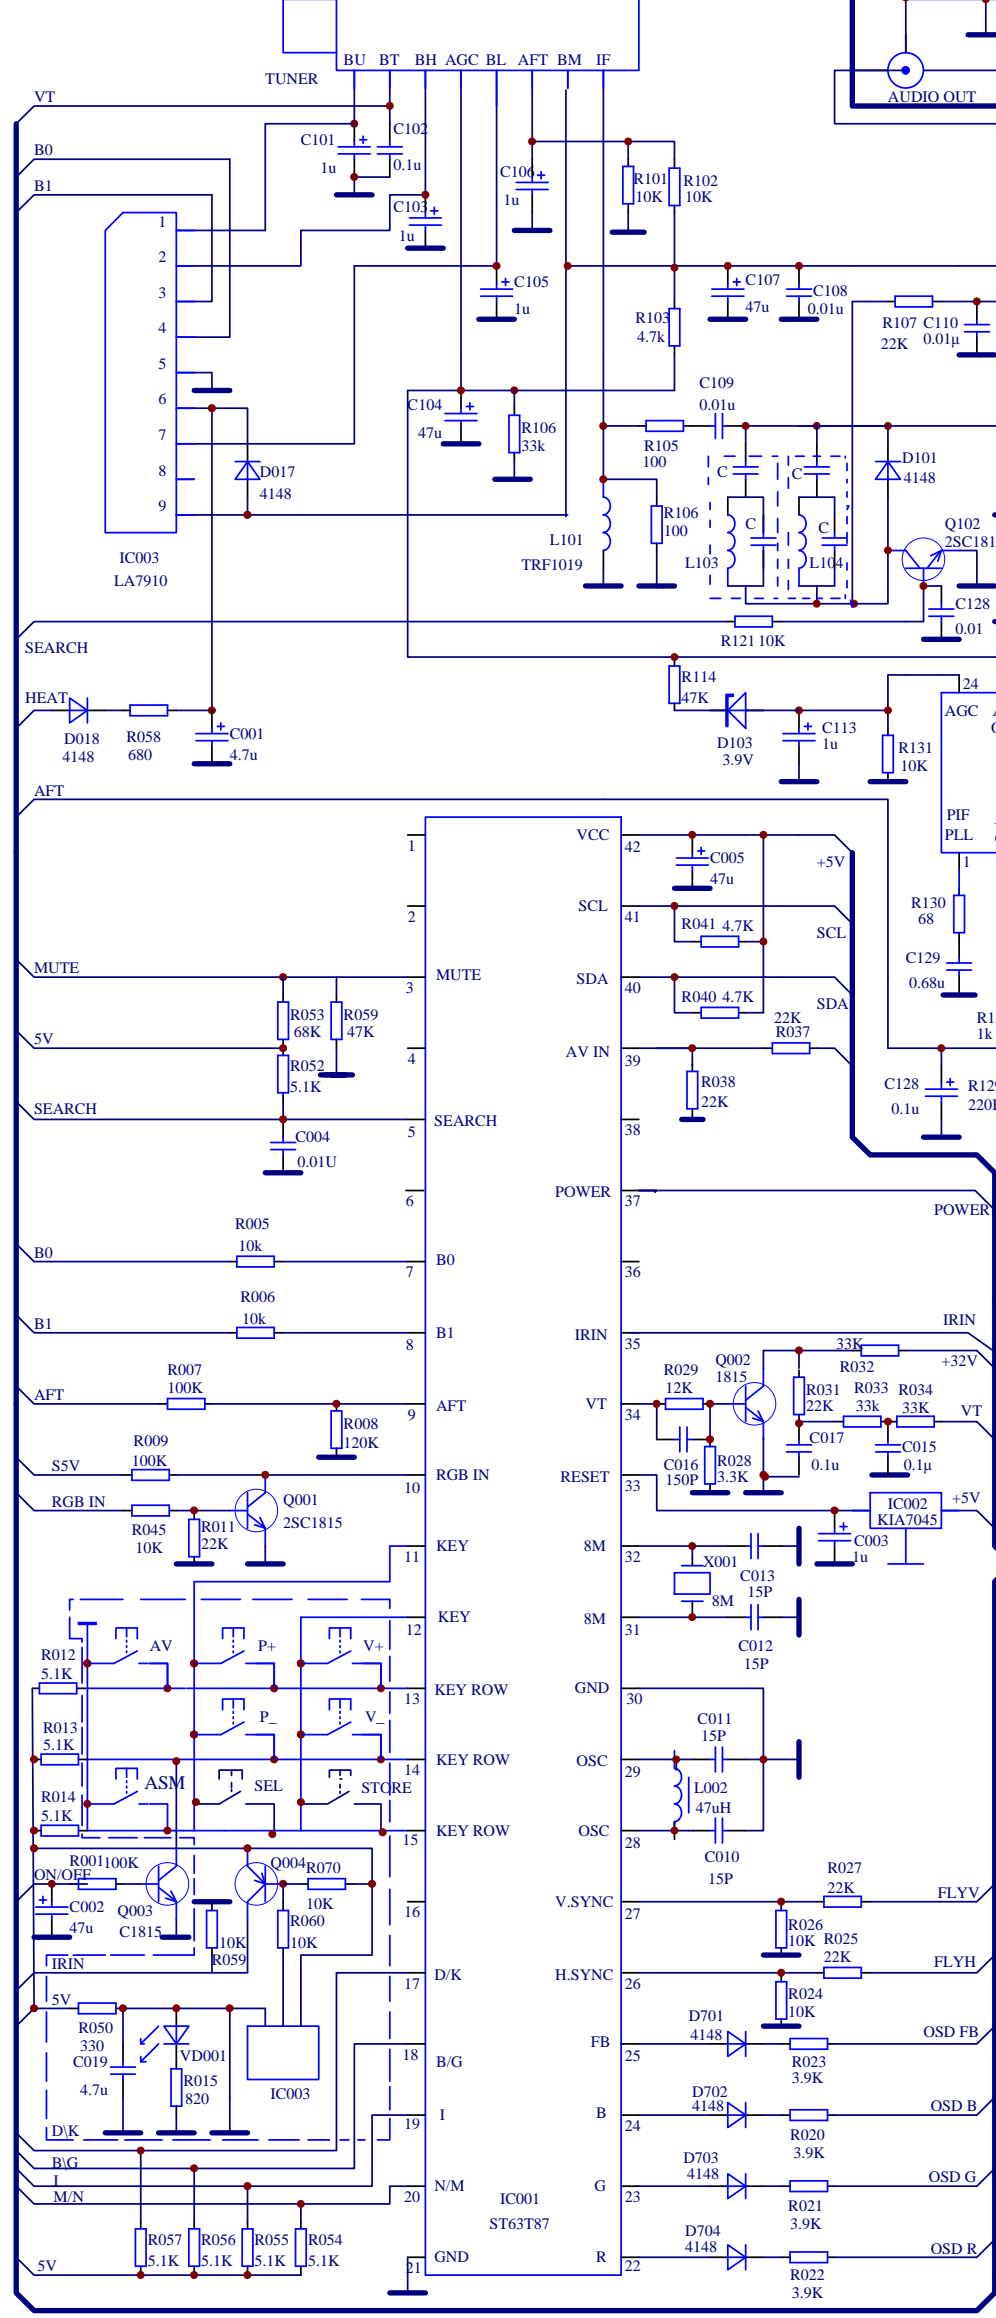 BU BT BH AGC BL AFT BM IF
TUNER
AUDIO OUT
VT
C101
1u
C102
0.1u
B0
C106
1u
R101
10K
R102
10K
B1
C103
1u
1
2
3
4
5
6
7
8
9
C105
1u
C107
47u
C108
0.01u
R103
4.7k
R107
22K
C110
0.01µ
C109
0.01u
C104
47u
R106
33k
R105
100
D017
4148
C
C
D101
4148
R106
100
C
C
Q102
2SC181
L101
TRF1019
L103
L104
IC003
LA7910
C128
0.01
SEARCH
R121 10K
HEAT
R114
47K
24
AGC
D018
4148
R058
680
C001
4.7u
D103
3.9V
C113
1u
R131
10K
AFT
PIF
PLL
1
1
VCC
42
+5V
C005
47u
2
SCL
41
R041 4.7K
SCL
R130
68
C129
0.68u
MUTE
MUTE
3
SDA
40
R040 4.7K
SDA
R053
68K
R059
47K
22K
R037
R1
1k
5V
4
AV IN
39
R052
5.1K
R038
22K
C128
0.1u
R129
220
SEARCH
SEARCH
5
38
C004
0.01U
6
POWER
37
POWER
R005
10k
B0
B0
7
36
R006
10k
B1
B1
8
IRIN
35
IRIN
33K
R032
+32V
R007
100K
AFT
AFT
9
R008
120K
VT
34
R029
12K
Q002
1815
R031
22K
R033
33k
R034
33K
VT
C016
150P
R028
3.3K
C017
0.1u
C015
0.1µ
R009
100K
S5V
RGB IN
10
RESET
33
RGB IN
R045
10K
R011
22K
Q001
2SC1815
IC002
KIA7045
+5V
C003
1u
KEY
11
8M
32
X001
8M
C013
15P
KEY
12
8M
31
C012
15P
R012
5.1K
AV
P+
V+
KEY ROW
13
GND
30
R013
5.1K
P_
V_
KEY ROW
14
OSC
29
C011
15P
L002
47uH
R014
5.1K
ASM
SEL
STORE
KEY ROW
15
OSC
28
C010
15P
ON/OFF
R001 100K
Q004
R070
10K
16
V.SYNC
27
R027
22K
FLYV
C002
47u
Q003
C1815
10K
R059
R060
10K
R026
10K
R025
22K
IRIN
D/K
17
H.SYNC
26
FLYH
5V
R050
330
R024
10K
C019
4.7u
VD001
R015
820
IC003
B/G
18
FB
25
D701
4148
R023
3.9K
OSD FB
I
19
B
24
D702
4148
R020
3.9K
OSD B
D\K
B\G
I
M/N
N/M
20
G
23
D703
4148
R021
3.9K
OSD G
IC001
ST63T87
R057
5.1K
R056
5.1K
R055
5.1K
R054
5.1K
5V
GND
21
R
22
D704
4148
R022
3.9K
OSD R